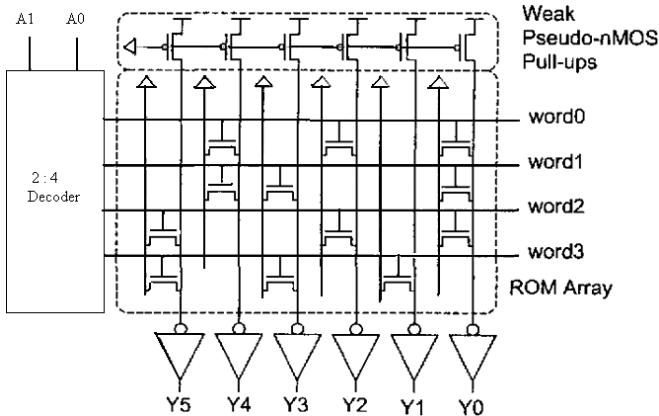 Weak
Pseudo-nMOS
Pull-ups
A1 A0
word0
word1
2 : 4
Decoder
word2
word3
ROM Array
Y5 Y4 Y3 Y2 Y1 Y0